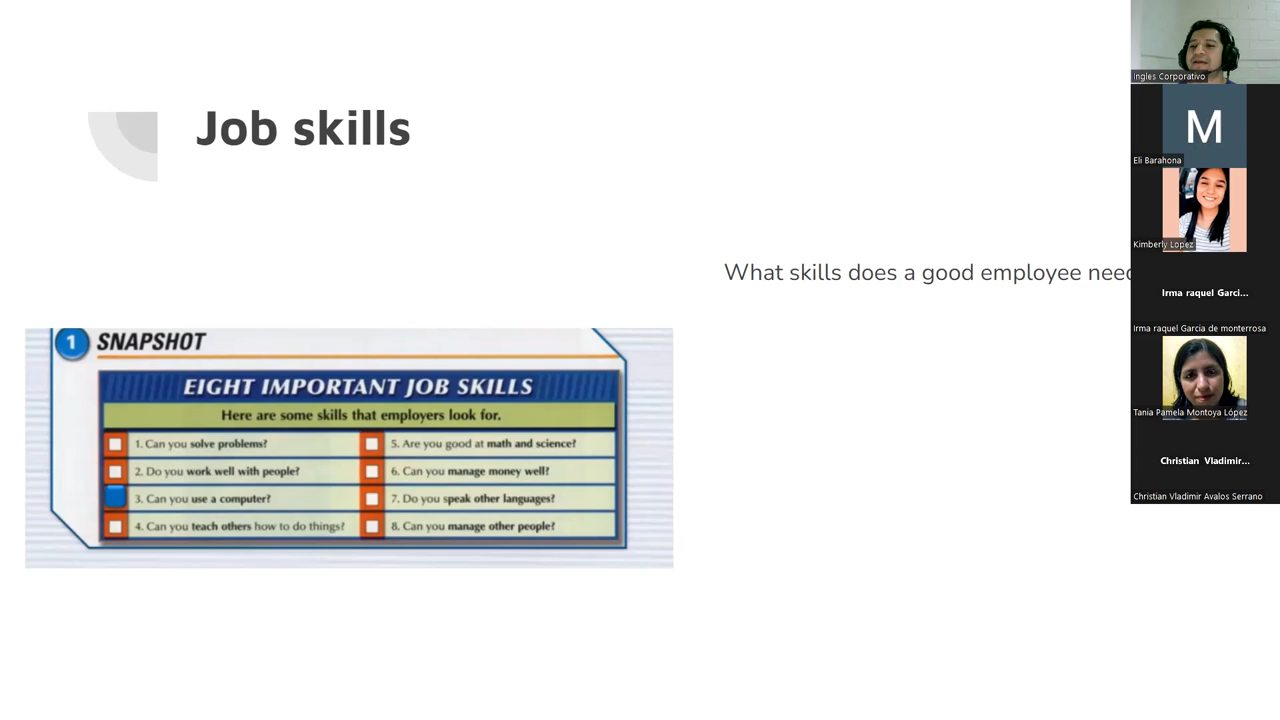 Job skills
What skills does a good employee need
1 SNAPSHOT
EIGHT IMPORTANT JOB SKILLS
Here are some skills that employers look for.
1. Can you solve problems?
2. Do you work well with people?
3. Can you use a computer?
4. Can you teach others how to do things?
5. Are you good at math and science?
6. Can you manage money well?
7. Do you speak other languages?
8. Can you manage other people?
Ingles Corporativo
M
Eli Barahona
Kimberly Lopez
Irma raquel Garci...
Irma raquel Garcia de monterrosa
Tania Pamela Montoya López
Christian Vladimir...
Christian Vladimir Avalos Serrano